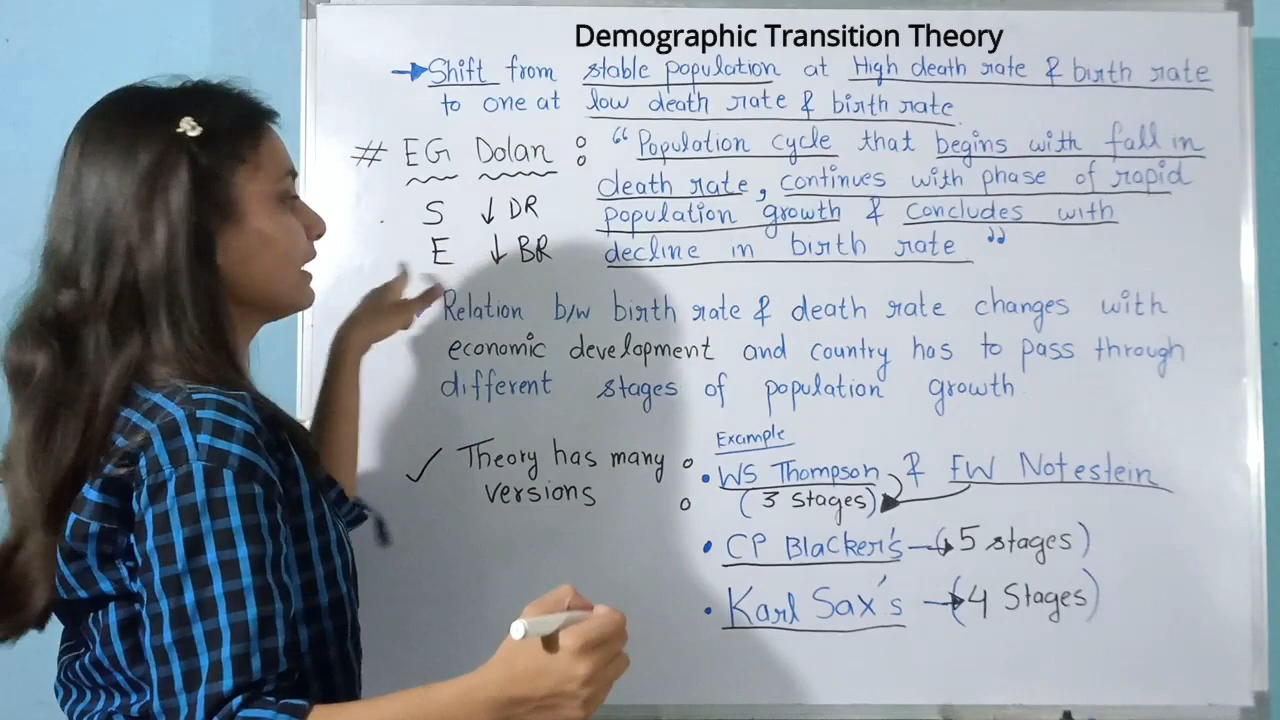 Demographic Transition Theory
→ Shift from stable population at High death rate & birth rate
to one at low death rate & birth rate.
# EG Dolan : “Population cycle that begins with fall in
death rate, continues with phase of rapid
S ↓ DR population growth & concludes with
E ↓ BR decline in birth rate”
Relation b/w birth rate & death rate changes with
economic development and country has to pass through
different stages of population growth.
Example
✓ Theory has many : • WS Thompson & FW Notestein
versions (3 stages)
• CP Blacker's → (5 stages)
• Karl Sax's → (4 Stages)